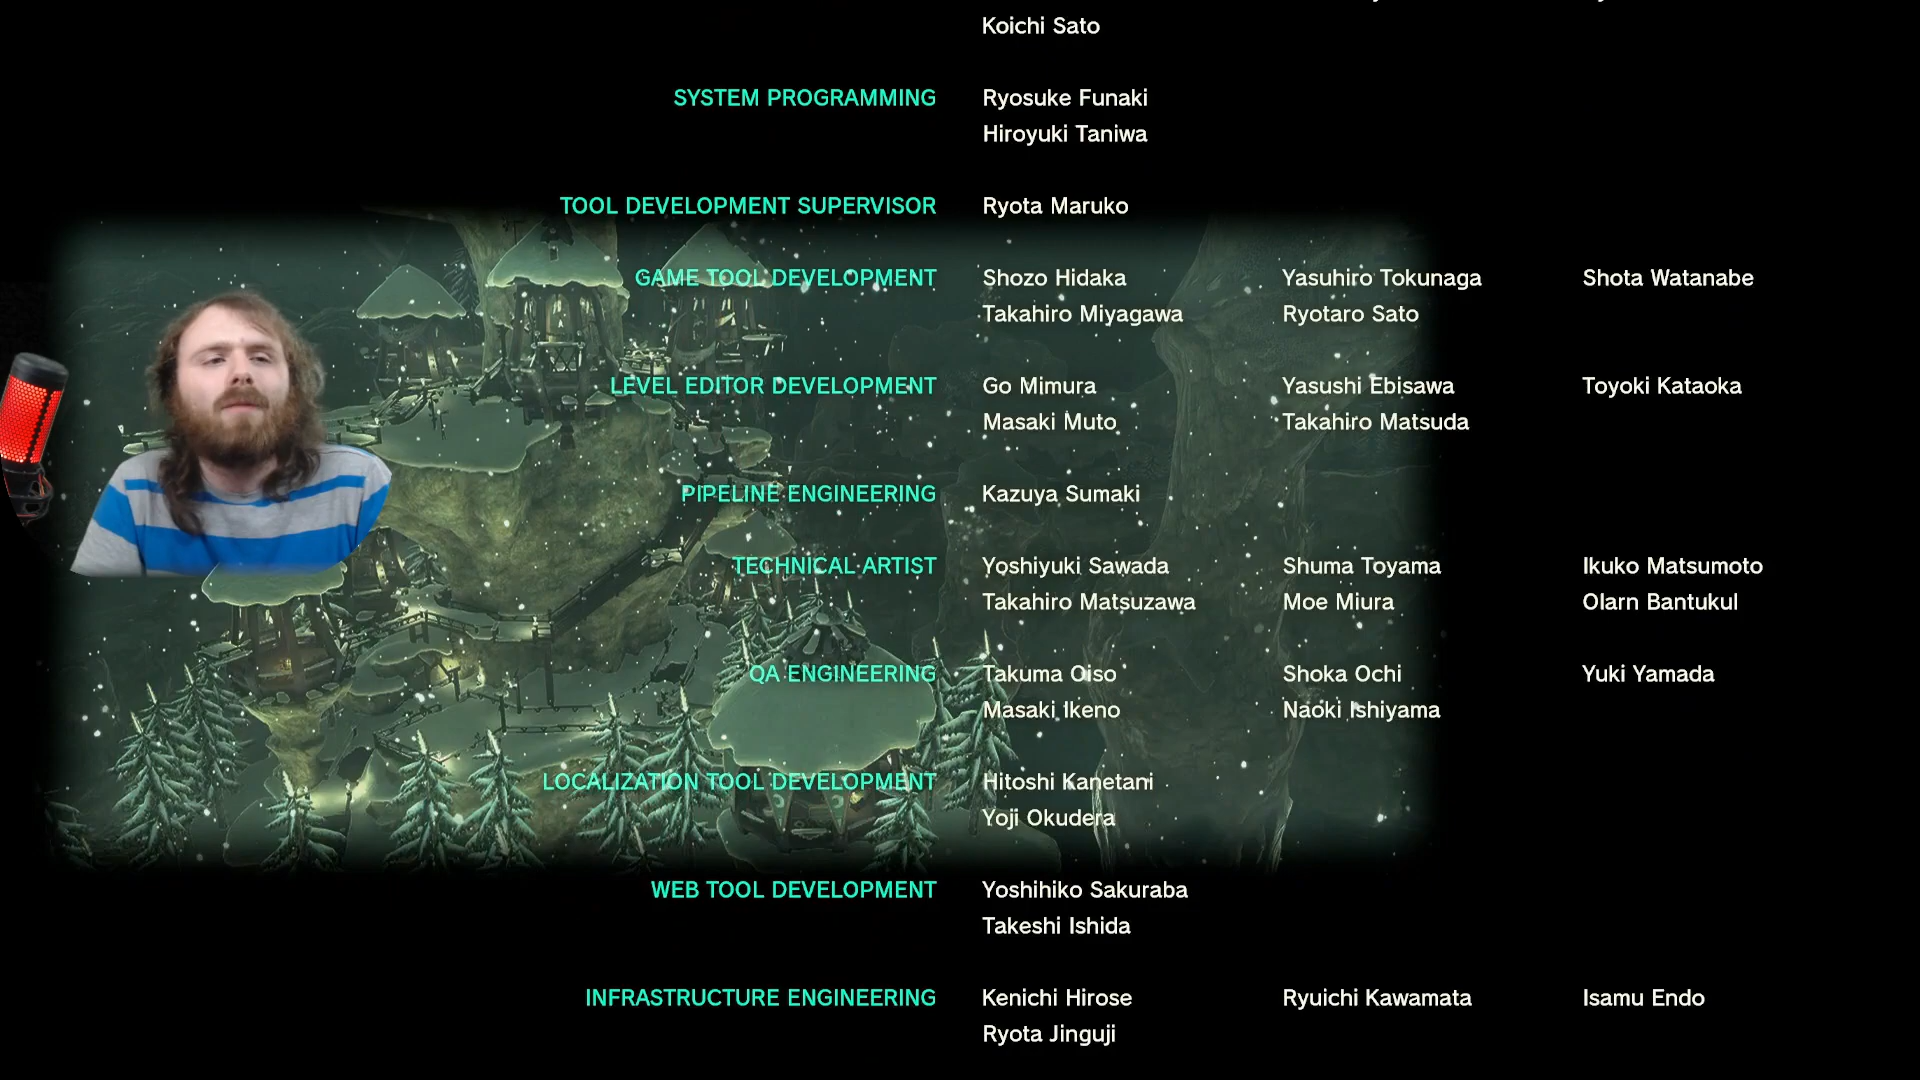 Koichi Sato
SYSTEM PROGRAMMING Ryosuke Funaki
Hiroyuki Taniwa
TOOL DEVELOPMENT SUPERVISOR Ryota Maruko
GAME TOOL DEVELOPMENT Shozo Hidaka Yasuhiro Tokunaga Shota Watanabe
Takahiro Miyagawa Ryotaro Sato
LEVEL EDITOR DEVELOPMENT Go Mimura Yasushi Ebisawa Toyoki Kataoka
Masaki Muto Takahiro Matsuda
PIPELINE ENGINEERING Kazuya Sumaki
TECHNICAL ARTIST Yoshiyuki Sawada Shuma Toyama Ikuko Matsumoto
Takahiro Matsuzawa Moe Miura Olarn Bantukul
QA ENGINEERING Takuma Oiso Shoka Ochi Yuki Yamada
Masaki Ikeno Naoki Ishiyama
LOCALIZATION TOOL DEVELOPMENT Hitoshi Kanetani
Yoji Okudera
WEB TOOL DEVELOPMENT Yoshihiko Sakuraba
Takeshi Ishida
INFRASTRUCTURE ENGINEERING Kenichi Hirose Ryuichi Kawamata Isamu Endo
Ryota Jinguji